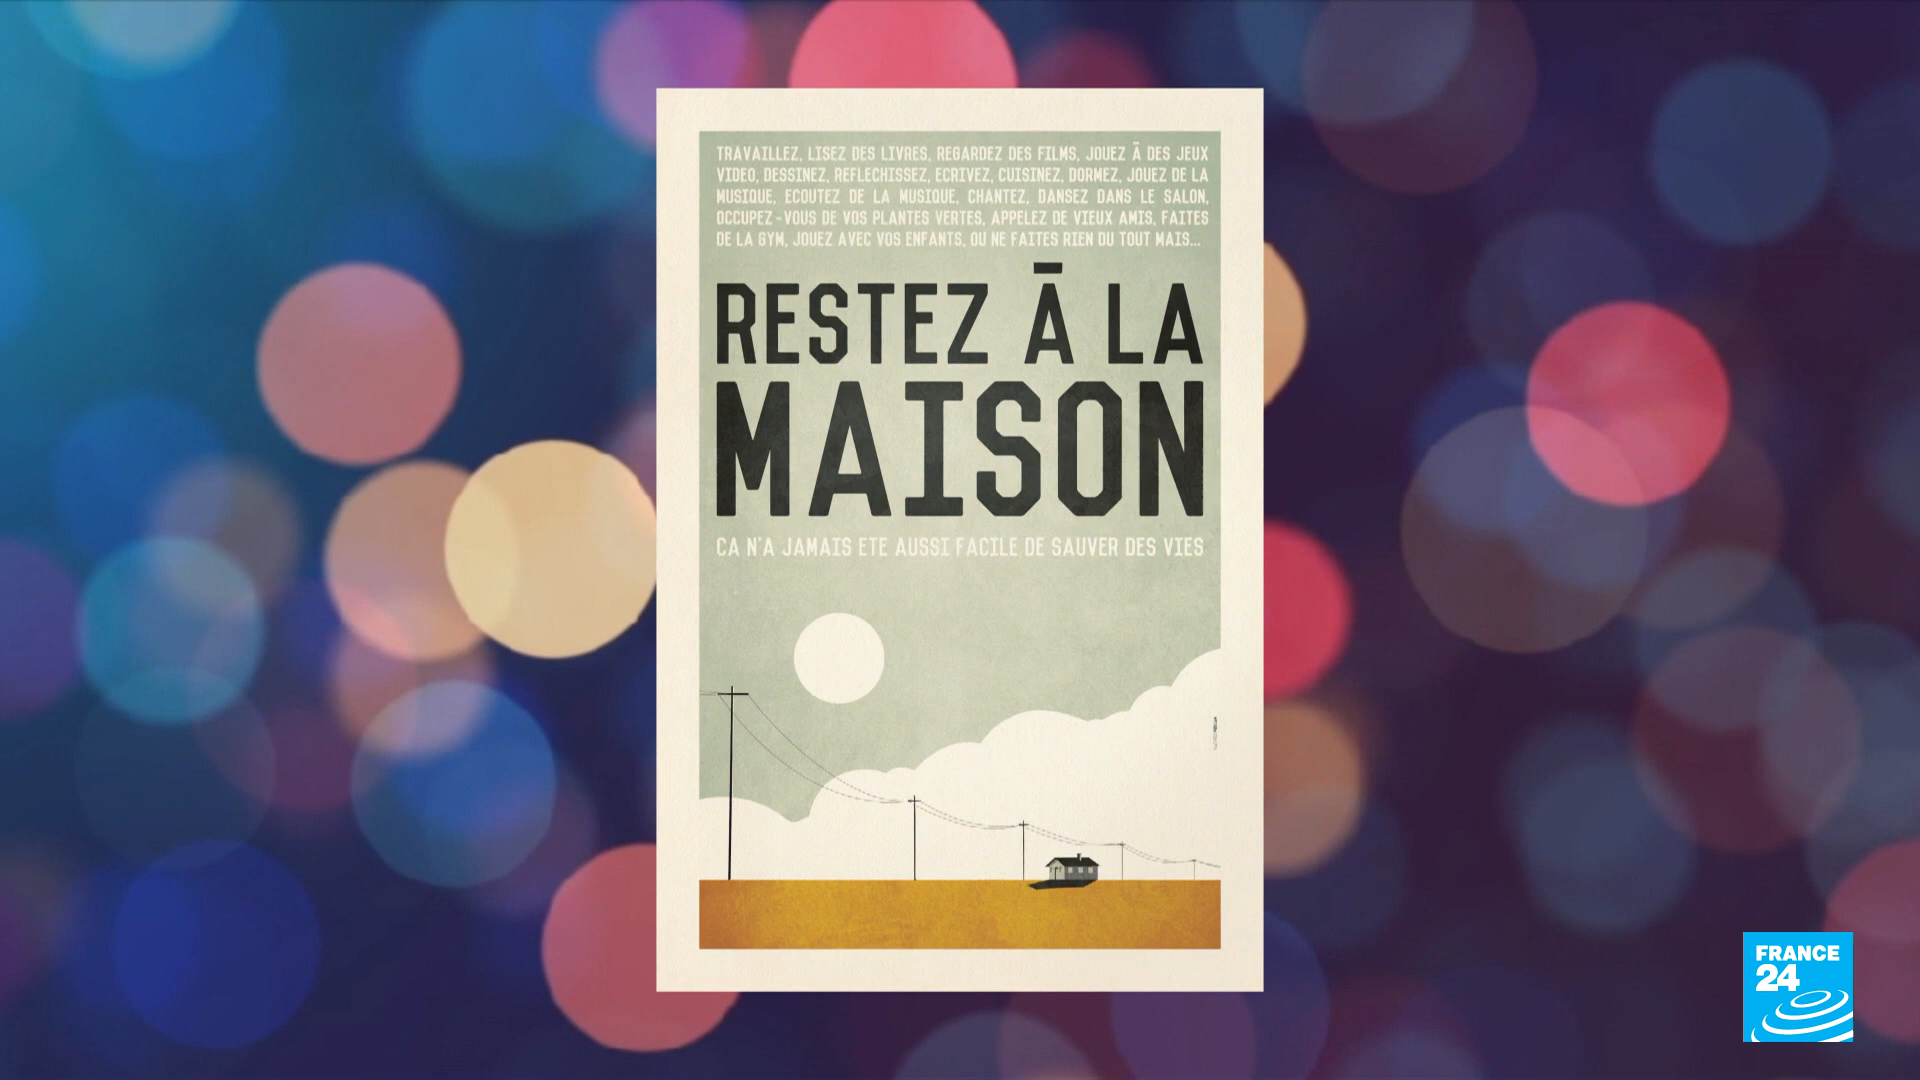 TRAVAILLEZ, LISEZ DES LIVRES, REGARDEZ DES FILMS, JOUEZ Ā DES JEUX
VIDEO, DESSINEZ, REFLECHISSEZ, ECRIVEZ, CUISINEZ, DORMEZ, JOUEZ DE LA
MUSIQUE, ECOUTEZ DE LA MUSIQUE, CHANTEZ, DANSEZ DANS LE SALON,
OCCUPEZ-VOUS DE VOS PLANTES VERTES, APPELEZ DE VIEUX AMIS, FAITES
DE LA GYM, JOUEZ AVEC VOS ENFANTS, OU NE FAITES RIEN DU TOUT MAIS...
RESTEZ Ā LA
MAISON
CA N'A JAMAIS ETE AUSSI FACILE DE SAUVER DES VIES
FRANCE
24